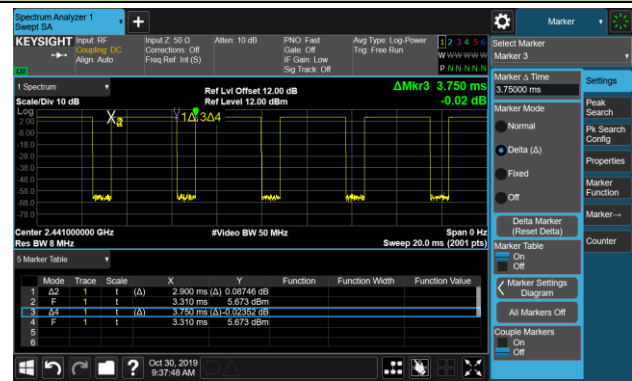 Spectrum Analyzer 1
Swept SA
+
Marker
KEYSIGHT Input: RF
Coupling: DC
Align: Auto
Input Z: 50 Ω
Corrections: Off
Freq Ref: Int (S)
Atten: 10 dB
PNO: Fast
Gate: Off
IF Gain: Low
Sig Track: Off
Avg Type: Log-Power
Trig: Free Run
1 2 3 4 5 6
W W W W W W
P N N N N N
Select Marker
Marker 3
1 Spectrum
Scale/Div 10 dB
Ref Lvl Offset 12.00 dB
Ref Level 12.00 dBm
ΔMkr3 3.750 ms
-0.02 dB
Log
2.00
-8.00
-18.0
-28.0
-38.0
-48.0
-58.0
-68.0
-78.0
1Δ2
3Δ4
Center 2.441000000 GHz
Res BW 8 MHz
#Video BW 50 MHz
Span 0 Hz
Sweep 20.0 ms (2001 pts)
5 Marker Table
Mode Trace Scale X Y Function Function Width Function Value
1 Δ2 1 t (Δ) 2.900 ms (Δ) 0.08746 dB
2 F 1 t 3.310 ms 5.673 dBm
3 Δ4 1 t (Δ) 3.750 ms (Δ) -0.02352 dB
4 F 1 t 3.310 ms 5.673 dBm
5
6
Marker Δ Time
3.75000 ms
Marker Mode
Normal
Delta (Δ)
Fixed
Off
Delta Marker
(Reset Delta)
Marker Table
On
Off
Marker Settings
Diagram
All Markers Off
Couple Markers
On
Off
Settings
Peak
Search
Pk Search
Config
Properties
Marker
Function
Marker→
Counter
?
Oct 30, 2019
9:37:48 AM